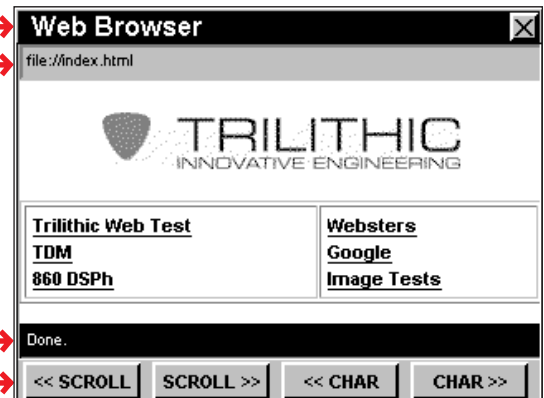 Web Browser
file://index.html
TRILITHIC
INNOVATIVE ENGINEERING
Trilithic Web Test
TDM
860 DSPh
Websters
Google
Image Tests
Done.
<< SCROLL SCROLL >> << CHAR CHAR >>